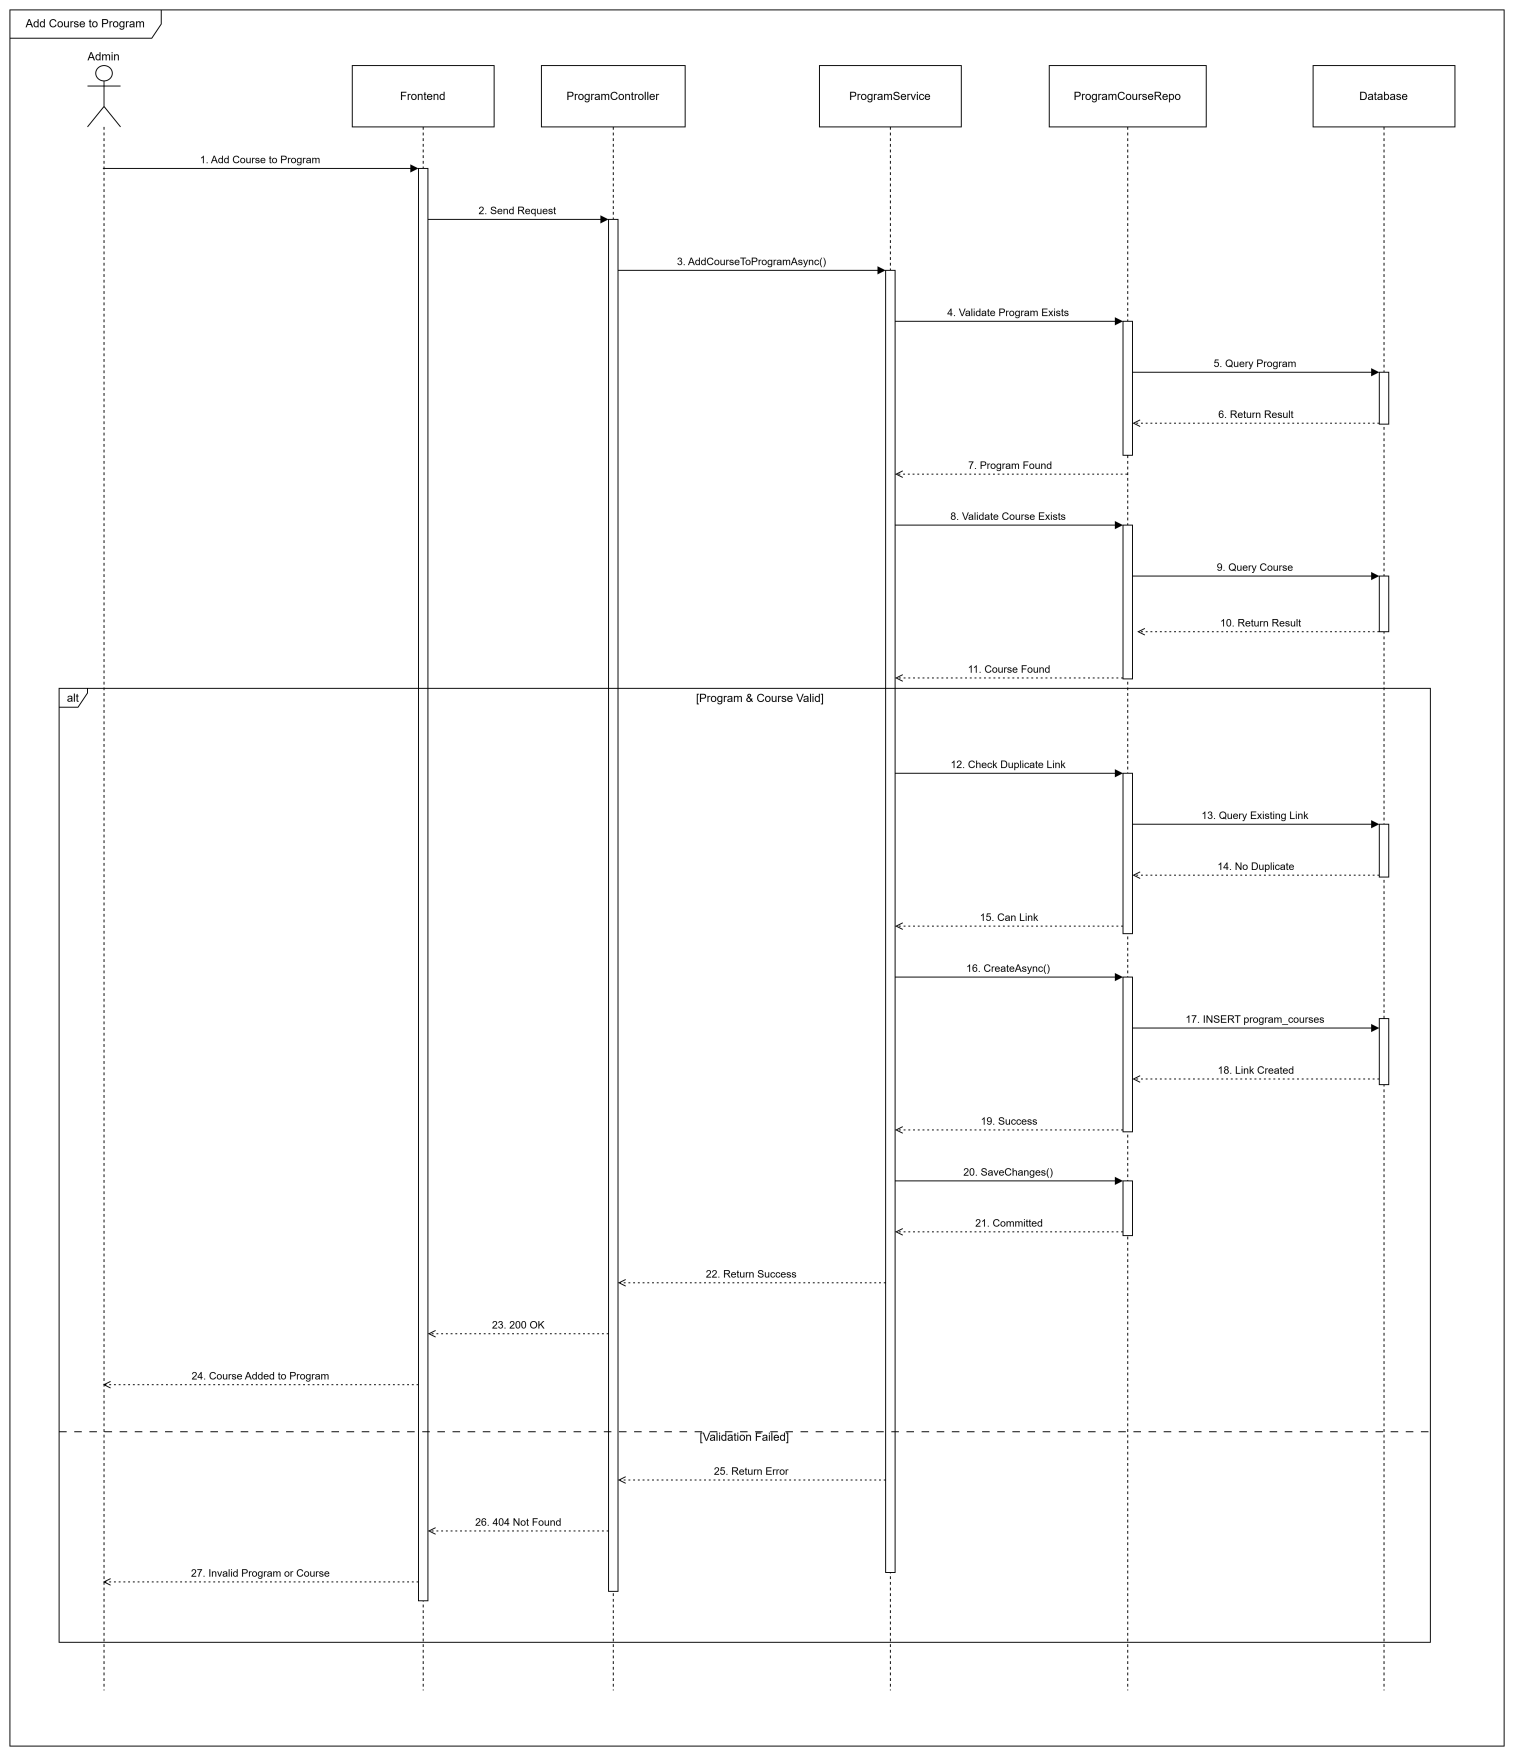 Add Course to Program
Admin
Frontend
ProgramController
ProgramService
ProgramCourseRepo
Database
1. Add Course to Program
2. Send Request
3. AddCourseToProgramAsync()
4. Validate Program Exists
5. Query Program
6. Return Result
7. Program Found
8. Validate Course Exists
9. Query Course
10. Return Result
11. Course Found
alt
[Program & Course Valid]
12. Check Duplicate Link
13. Query Existing Link
14. No Duplicate
15. Can Link
16. CreateAsync()
17. INSERT program_courses
18. Link Created
19. Success
20. SaveChanges()
21. Committed
22. Return Success
23. 200 OK
24. Course Added to Program
[Validation Failed]
25. Return Error
26. 404 Not Found
27. Invalid Program or Course